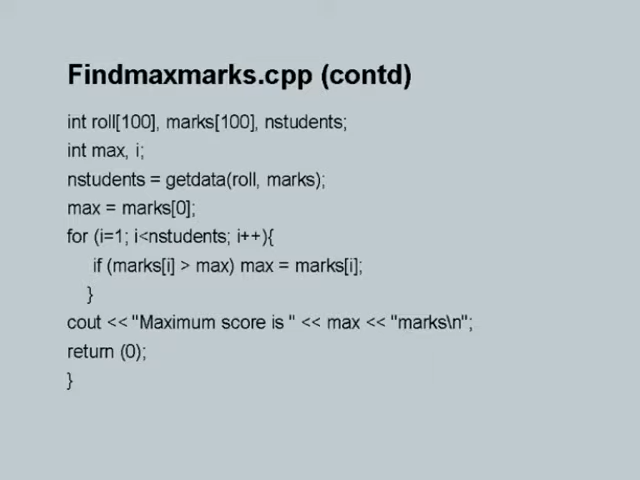 Findmaxmarks.cpp (contd)
int roll[100], marks[100], nstudents;
int max, i;
nstudents = getdata(roll, marks);
max = marks[0];
for (i=1; i<nstudents; i++){
if (marks[i] > max) max = marks[i];
}
cout << "Maximum score is " << max << "marks\n";
return (0);
}